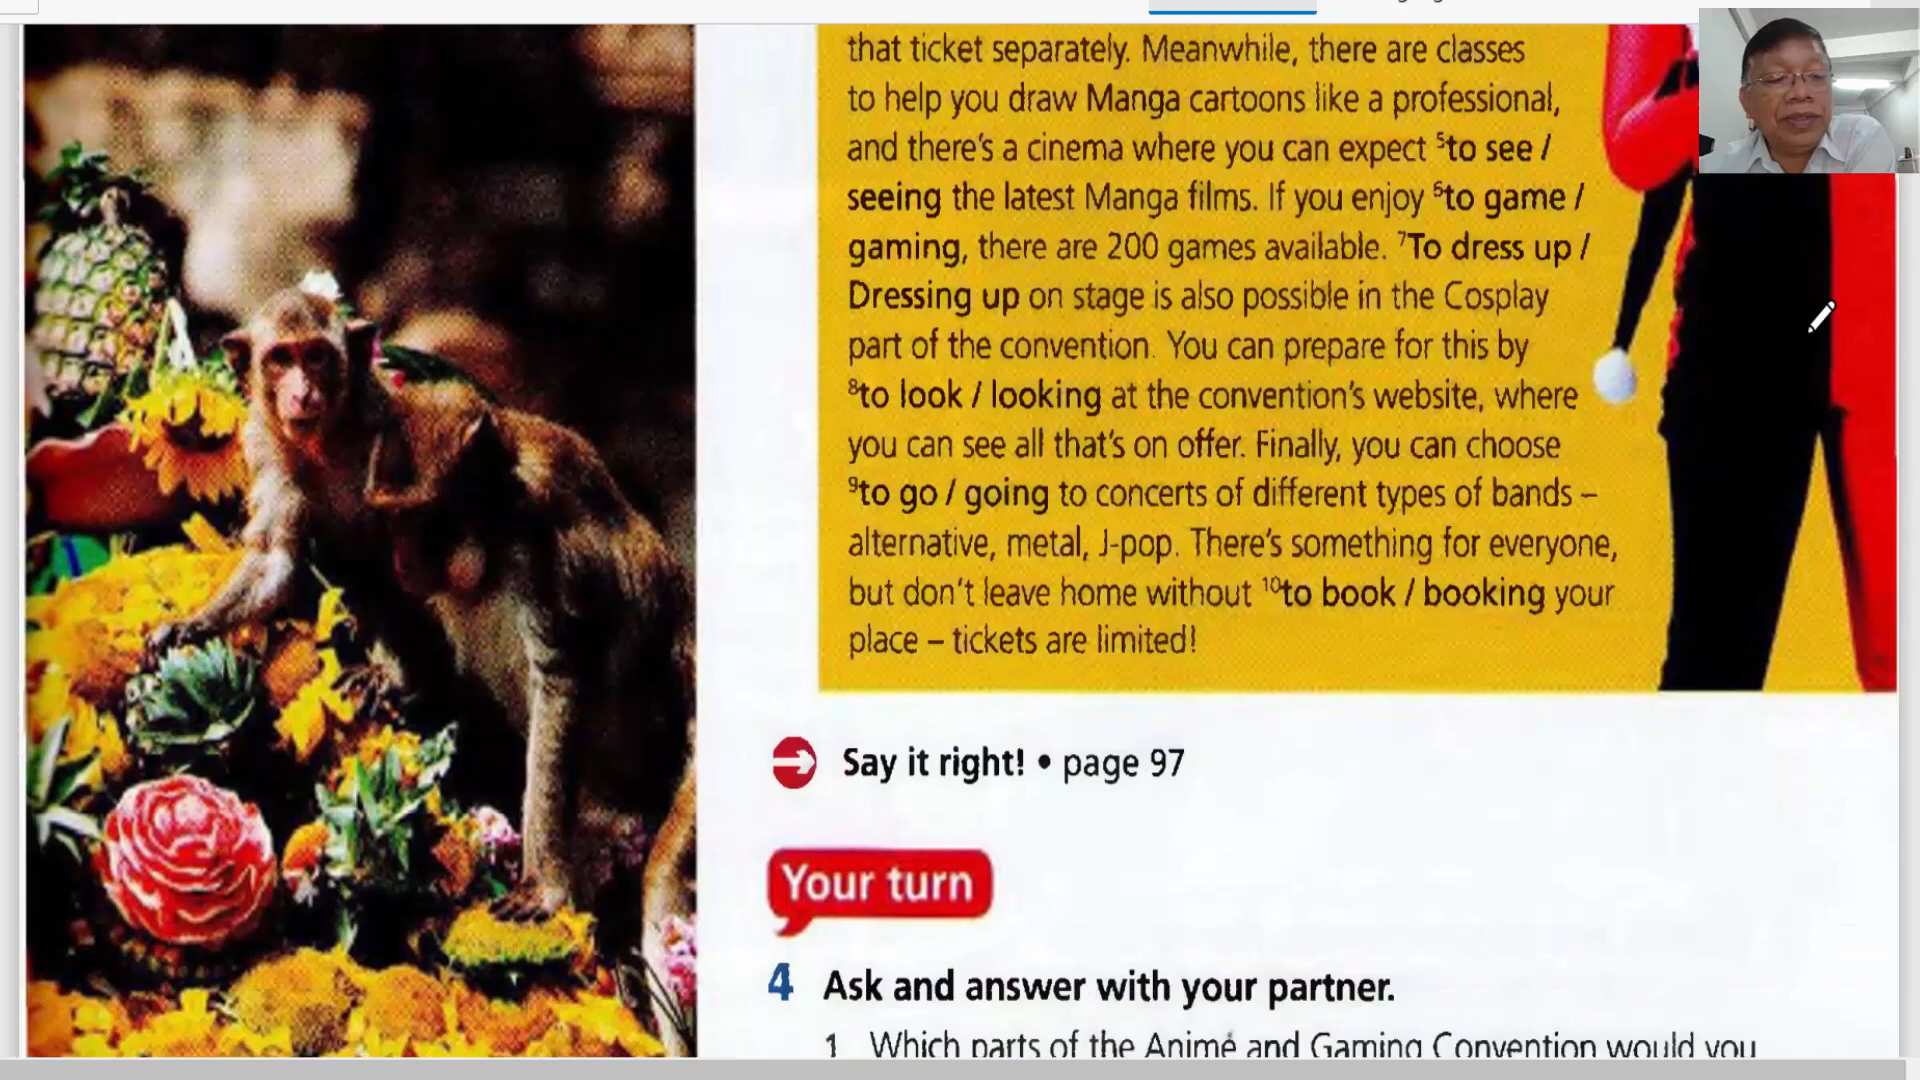 that ticket separately. Meanwhile, there are classes
to help you draw Manga cartoons like a professional,
and there's a cinema where you can expect ⁵to see /
seeing the latest Manga films. If you enjoy ⁶to game /
gaming, there are 200 games available. ⁷To dress up /
Dressing up on stage is also possible in the Cosplay
part of the convention. You can prepare for this by
⁸to look / looking at the convention's website, where
you can see all that's on offer. Finally, you can choose
⁹to go / going to concerts of different types of bands –
alternative, metal, J-pop. There's something for everyone,
but don't leave home without ¹⁰to book / booking your
place – tickets are limited!
Say it right! • page 97
Your turn
4 Ask and answer with your partner.
1 Which parts of the Animé and Gaming Convention would you